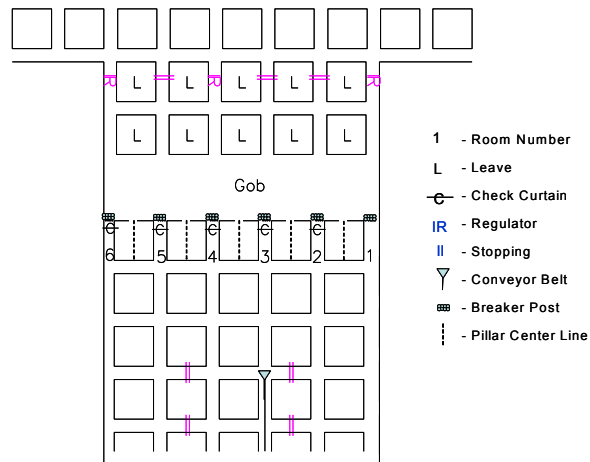 R R R
L L L L L
L L L L L
Gob
C C C C C
6 5 4 3 2 1
1 - Room Number
L - Leave
C - Check Curtain
IR - Regulator
- Stopping
- Conveyor Belt
- Breaker Post
- Pillar Center Line